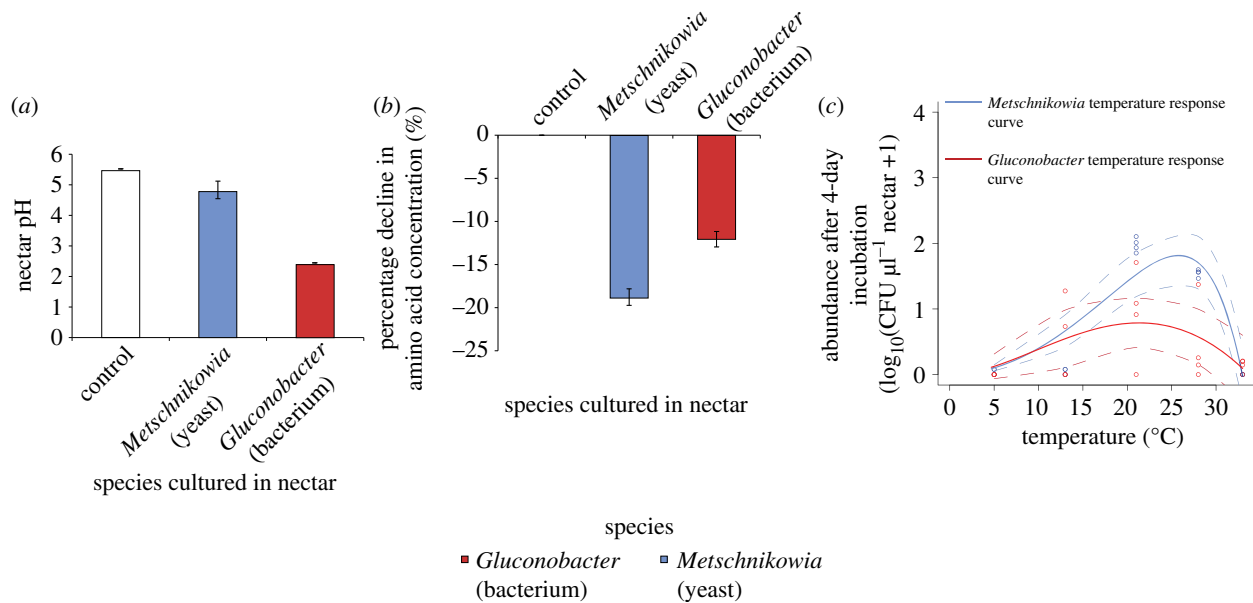 (a)
nectar pH
6
5
4
3
2
1
0
control
Metschnikowia
(yeast)
Gluconobacter
(bacterium)
species cultured in nectar
(b)
percentage decline in
amino acid concentration (%)
control
Metschnikowia
(yeast)
Gluconobacter
(bacterium)
0
−5
−10
−15
−20
−25
species cultured in nectar
(c)
abundance after 4-day
incubation
(log10(CFU µl−1 nectar +1)
Metschnikowia temperature response
curve
Gluconobacter temperature response
curve
4
3
2
1
0
0 5 10 15 20 25 30
temperature (°C)
species
Gluconobacter
(bacterium)
Metschnikowia
(yeast)